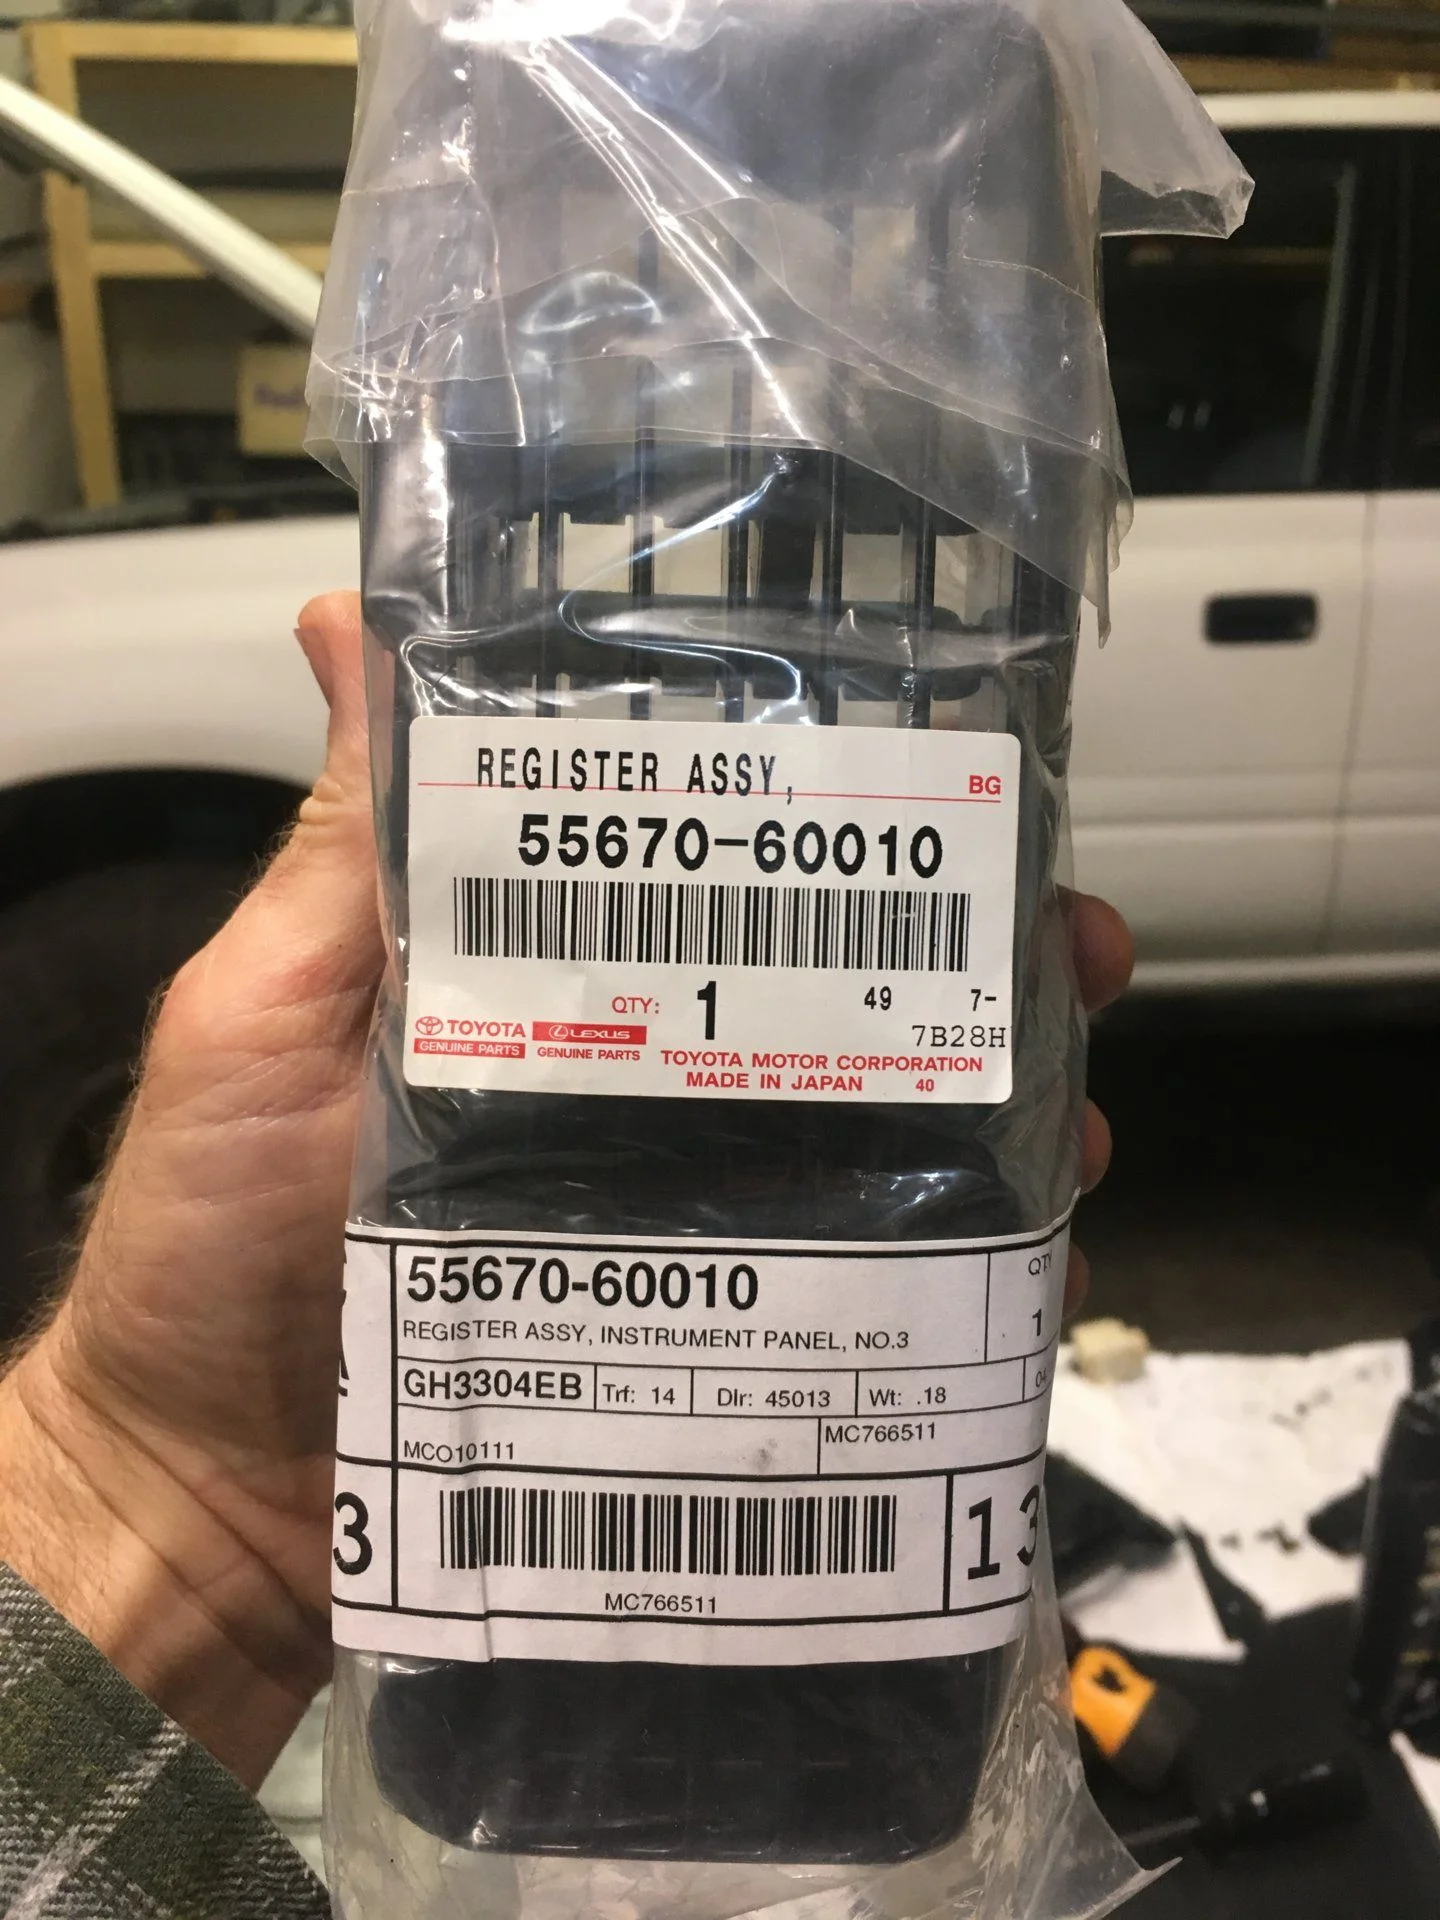 REGISTER ASSY,
BG
55670-60010
QTY: 1 49 7-
7B28H
TOYOTA LEXUS
GENUINE PARTS GENUINE PARTS
TOYOTA MOTOR CORPORATION
MADE IN JAPAN 40
55670-60010
QTY
1
REGISTER ASSY, INSTRUMENT PANEL, NO.3
GH3304EB Trf: 14 Dlr: 45013 Wt: .18
MCO10111 MC766511
3 13
MC766511